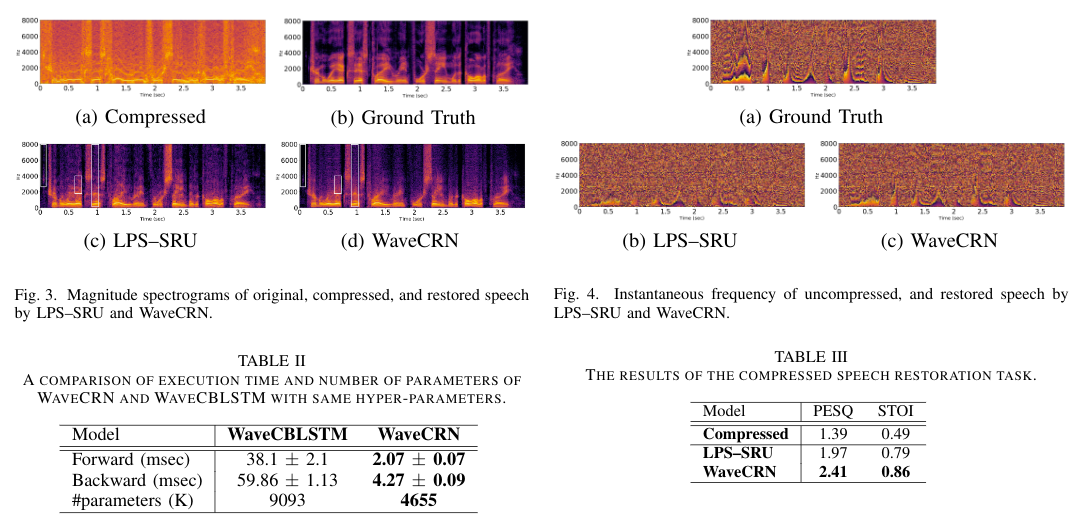 8000
6000
4000
2000
0
Hz
0 0.5 1 1.5 2 2.5 3 3.5
Time (sec)
(a) Compressed
8000
6000
4000
2000
0
Hz
0 0.5 1 1.5 2 2.5 3 3.5
Time (sec)
(b) Ground Truth
8000
6000
4000
2000
0
Hz
0 0.5 1 1.5 2 2.5 3 3.5
Time (sec)
(c) LPS–SRU
8000
6000
4000
2000
0
Hz
0 0.5 1 1.5 2 2.5 3 3.5
Time (sec)
(d) WaveCRN
Fig. 3. Magnitude spectrograms of original, compressed, and restored speech
by LPS–SRU and WaveCRN.
TABLE II
A COMPARISON OF EXECUTION TIME AND NUMBER OF PARAMETERS OF
WAVECRN AND WAVECBLSTM WITH SAME HYPER-PARAMETERS.
Model WaveCBLSTM WaveCRN
Forward (msec) 38.1 ± 2.1 2.07 ± 0.07
Backward (msec) 59.86 ± 1.13 4.27 ± 0.09
#parameters (K) 9093 4655
8000
6000
4000
2000
0
Hz
0 0.5 1 1.5 2 2.5 3 3.5
Time (sec)
(a) Ground Truth
8000
6000
4000
2000
0
Hz
0 0.5 1 1.5 2 2.5 3 3.5
Time (sec)
(b) LPS–SRU
8000
6000
4000
2000
0
Hz
0 0.5 1 1.5 2 2.5 3 3.5
Time (sec)
(c) WaveCRN
Fig. 4. Instantaneous frequency of uncompressed, and restored speech by
LPS–SRU and WaveCRN.
TABLE III
THE RESULTS OF THE COMPRESSED SPEECH RESTORATION TASK.
Model PESQ STOI
Compressed 1.39 0.49
LPS–SRU 1.97 0.79
WaveCRN 2.41 0.86